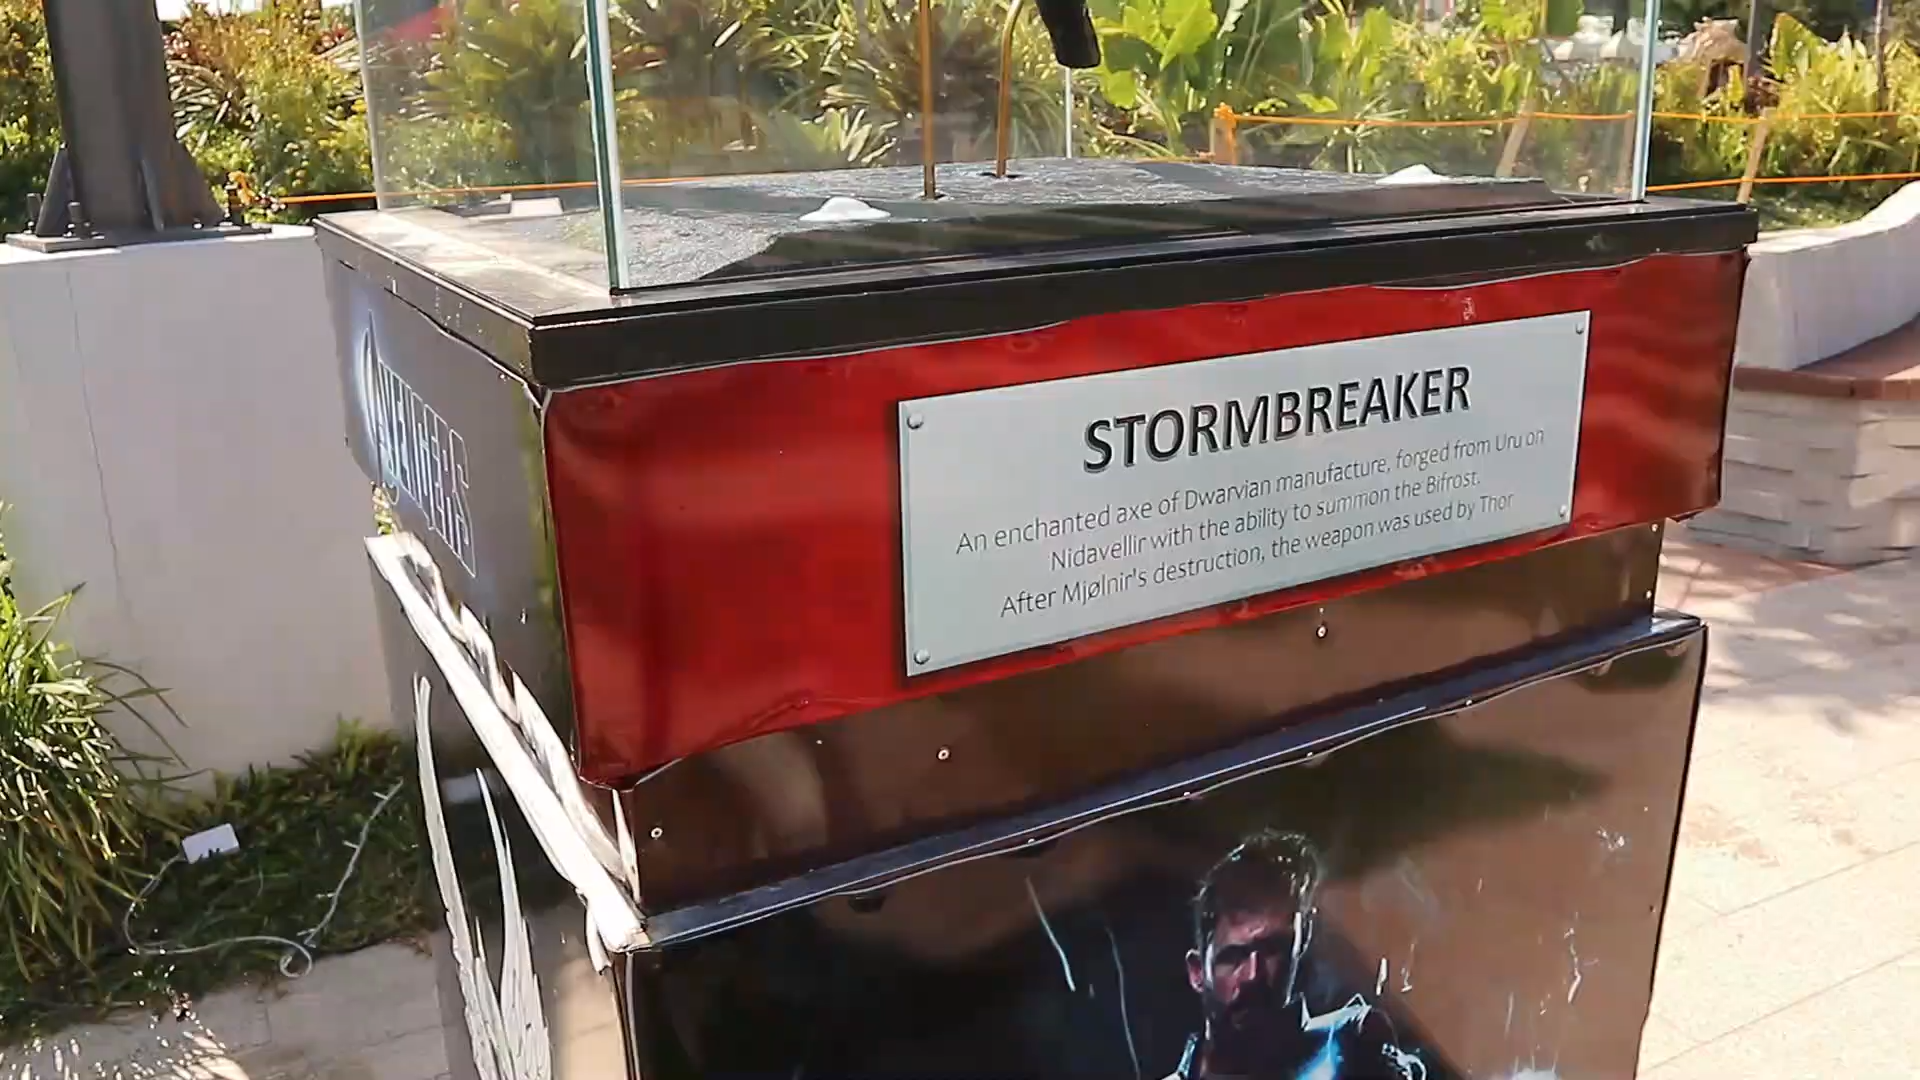 AVENGERS
STORMBREAKER
An enchanted axe of Dwarvian manufacture, forged from Uru on
Nidavellir with the ability to summon the Bifrost.
After Mjølnir's destruction, the weapon was used by Thor